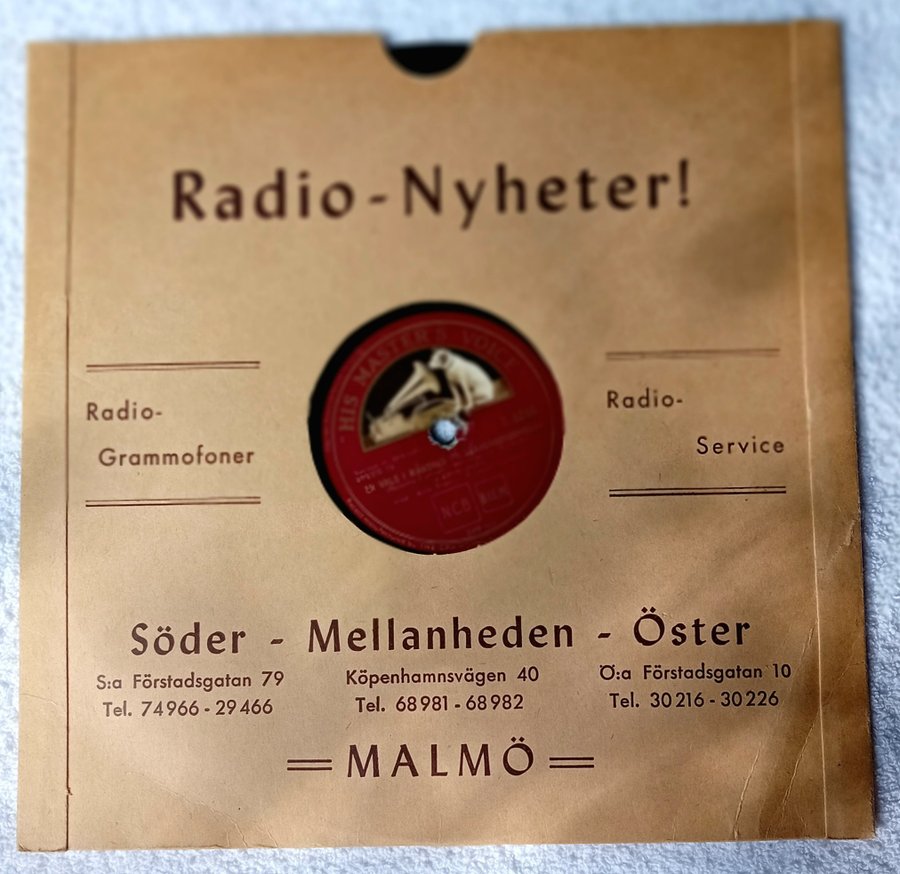 Radio-Nyheter!
HIS MASTER'S VOICE
Radio-
Grammofoner
Radio-
Service
NCB
Söder - Mellanheden - Öster
S:a Förstadsgatan 79
Tel. 74966 - 29466
Köpenhamnsvägen 40
Tel. 68981 - 68982
Ö:a Förstadsgatan 10
Tel. 30216 - 30226
MALMÖ